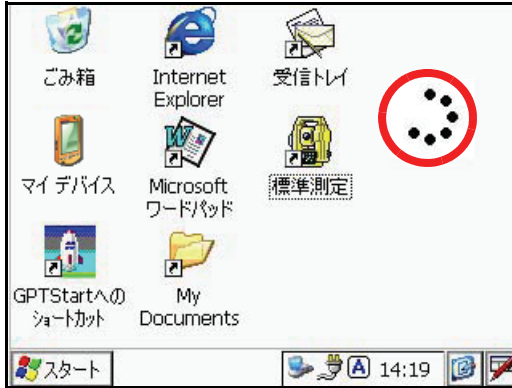 ごみ箱
Internet
Explorer
受信トレイ
マイ デバイス
Microsoft
ワードパッド
標準測定
GPTStartへの
ショートカット
My
Documents
スタート
A 14:19